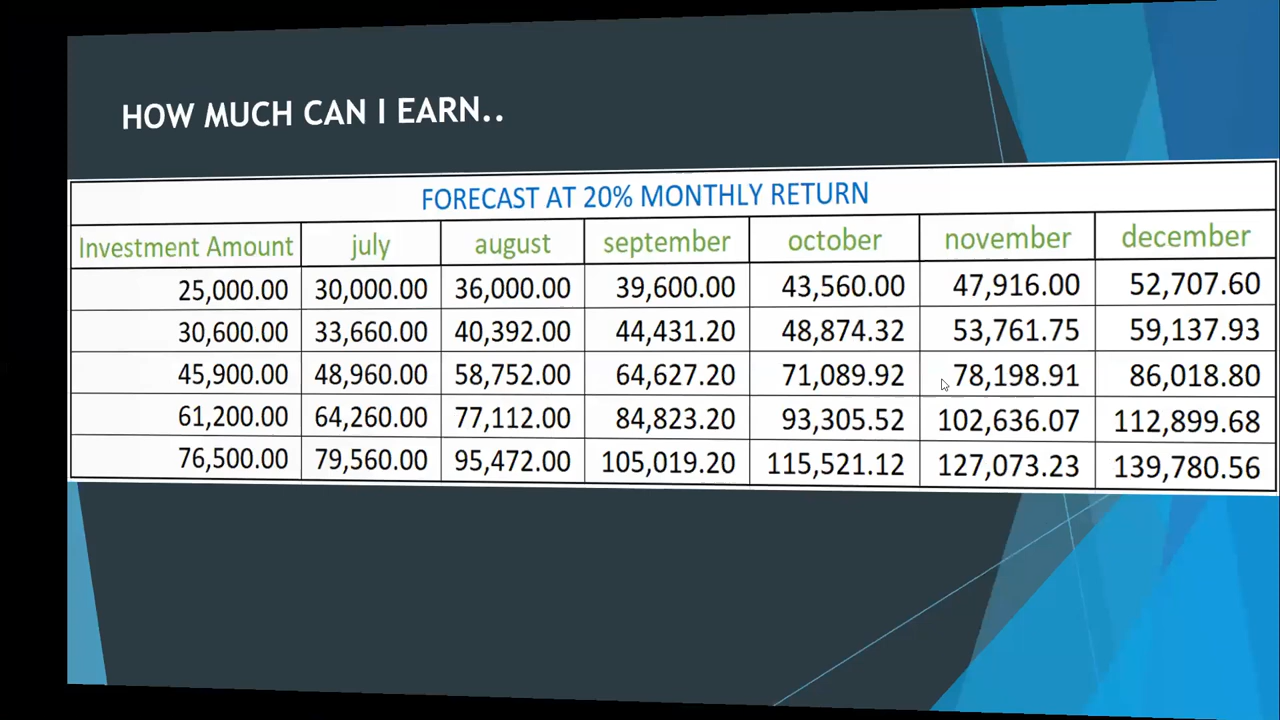 HOW MUCH CAN I EARN..
FORECAST AT 20% MONTHLY RETURN
Investment Amount july august september october november december
25,000.00 30,000.00 36,000.00 39,600.00 43,560.00 47,916.00 52,707.60
30,600.00 33,660.00 40,392.00 44,431.20 48,874.32 53,761.75 59,137.93
45,900.00 48,960.00 58,752.00 64,627.20 71,089.92 78,198.91 86,018.80
61,200.00 64,260.00 77,112.00 84,823.20 93,305.52 102,636.07 112,899.68
76,500.00 79,560.00 95,472.00 105,019.20 115,521.12 127,073.23 139,780.56